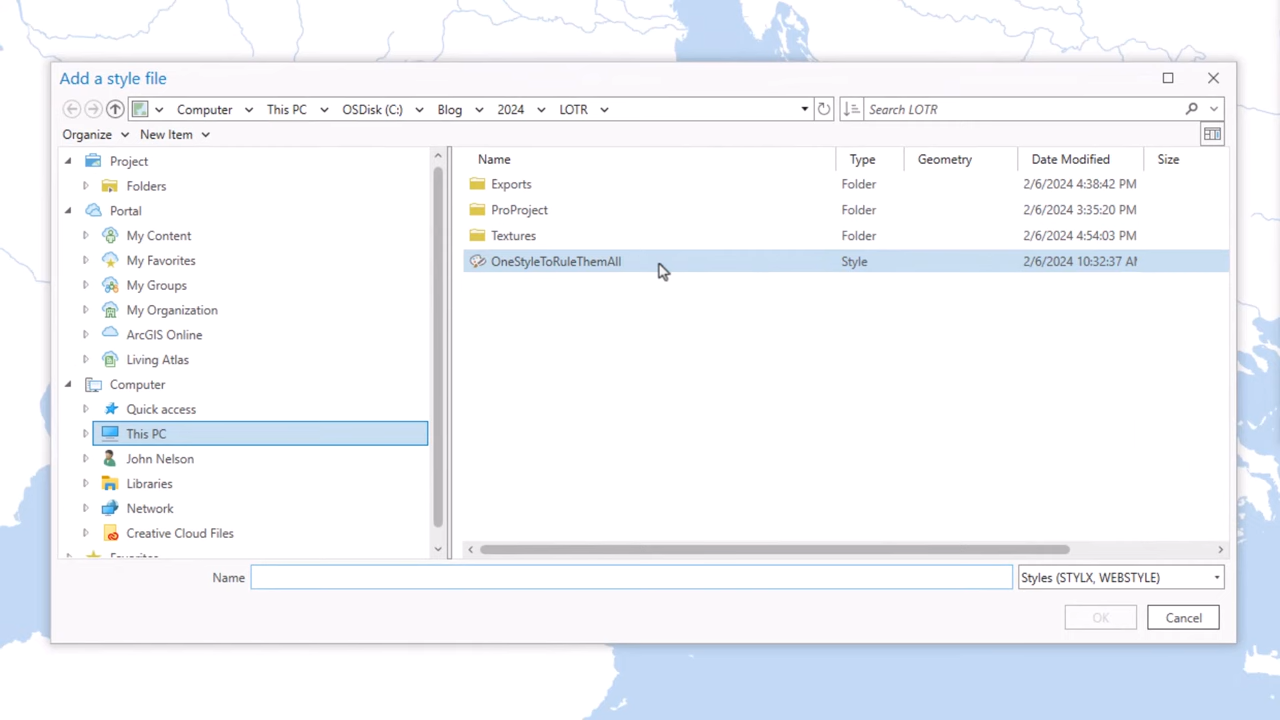 Add a style file
Computer This PC OSDisk (C:) Blog 2024 LOTR Search LOTR
Organize New Item
Project
Folders
Portal
My Content
My Favorites
My Groups
My Organization
ArcGIS Online
Living Atlas
Computer
Quick access
This PC
John Nelson
Libraries
Network
Creative Cloud Files
Favorites
Name Type Geometry Date Modified Size
Exports Folder 2/6/2024 4:38:42 PM
ProProject Folder 2/6/2024 3:35:20 PM
Textures Folder 2/6/2024 4:54:03 PM
OneStyleToRuleThemAll Style 2/6/2024 10:32:37 AM
Name Styles (STYLX, WEBSTYLE)
OK Cancel